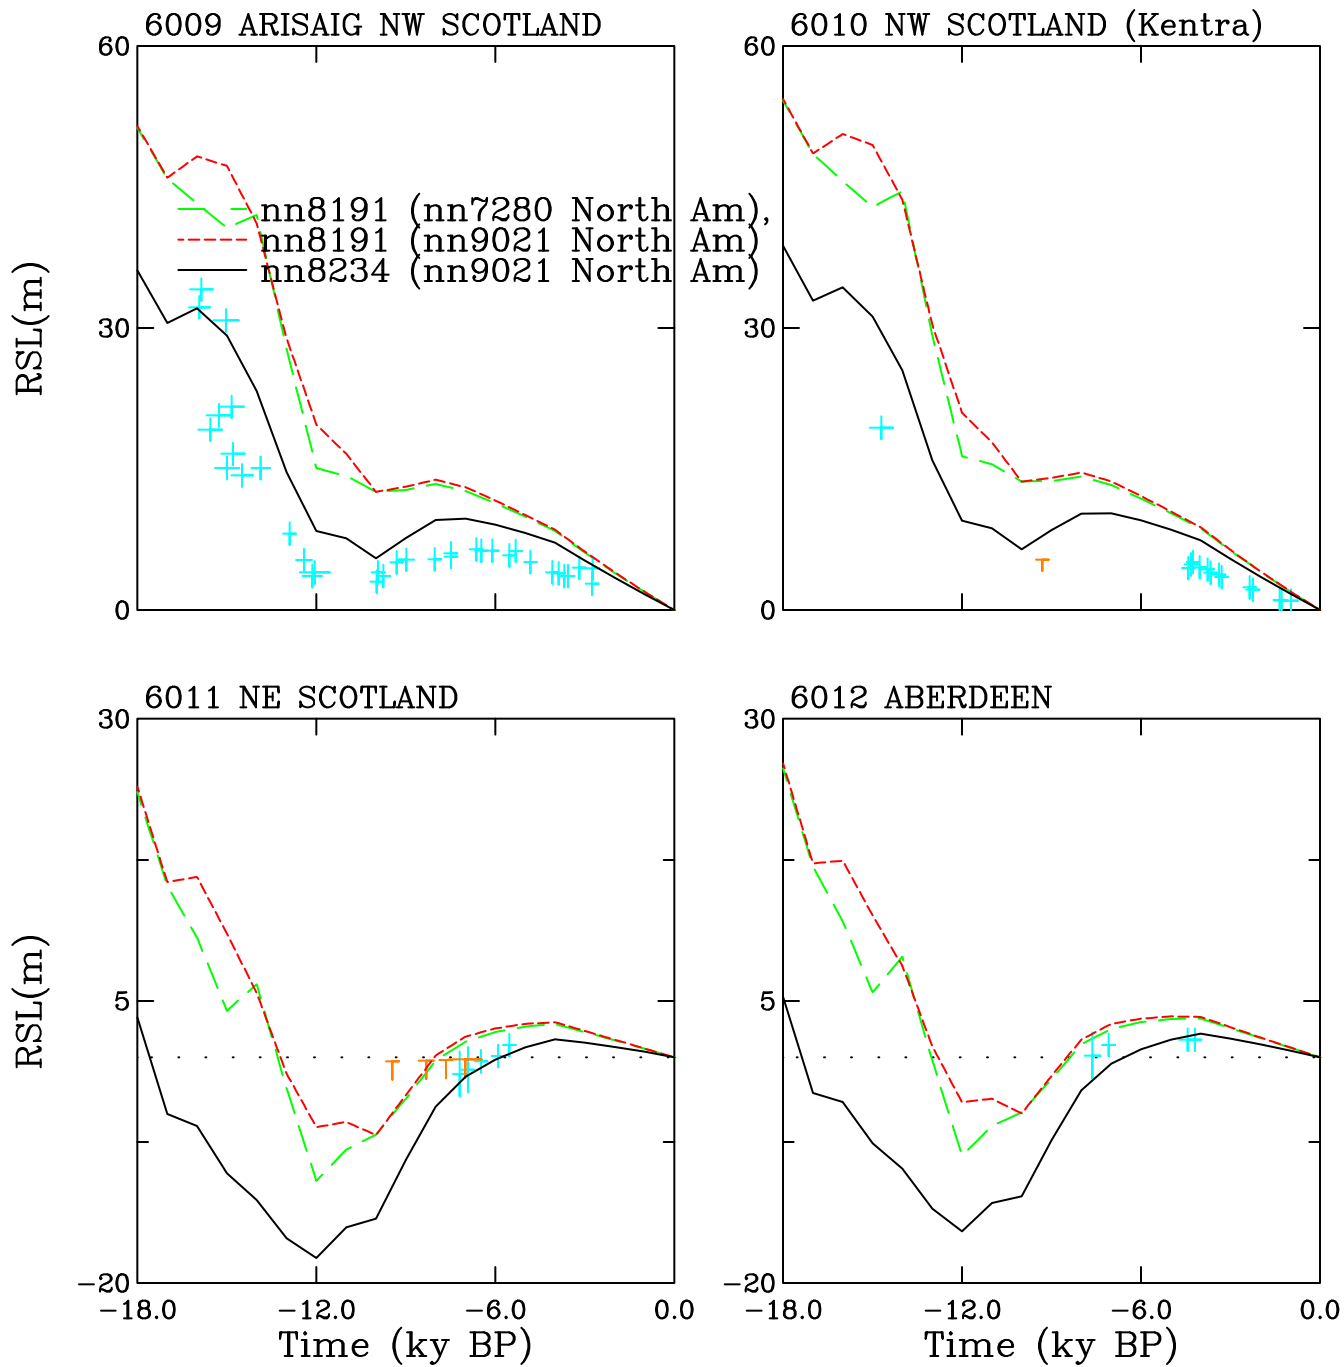 6009 ARISAIG NW SCOTLAND
6010 NW SCOTLAND (Kentra)
60
60
nn8191 (nn7280 North Am),
nn8191 (nn9021 North Am)
nn8234 (nn9021 North Am)
RSL(m)
30
30
0
0
6011 NE SCOTLAND
6012 ABERDEEN
30
30
RSL(m)
5
5
-20
-20
-18.0 -12.0 -6.0 0.0
-18.0 -12.0 -6.0 0.0
Time (ky BP)
Time (ky BP)